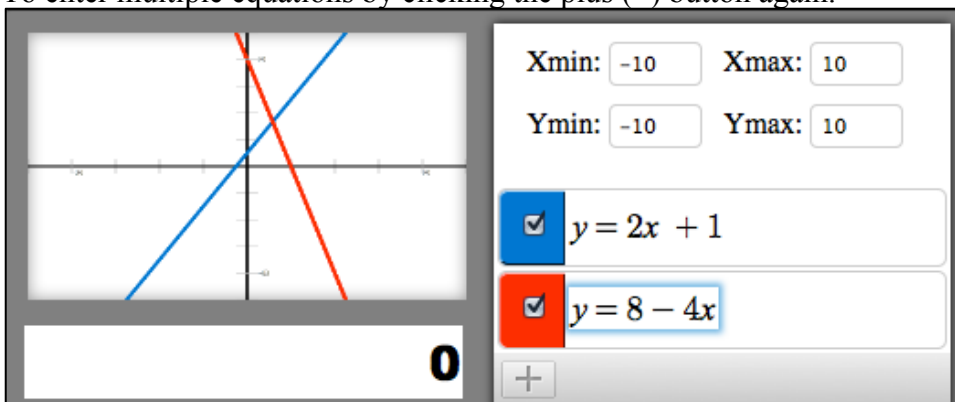 To enter multiple equations by clicking the plus (+) button again.
Xmin: -10 Xmax: 10
Ymin: -10 Ymax: 10
y = 2x + 1
y = 8 − 4x
+
0